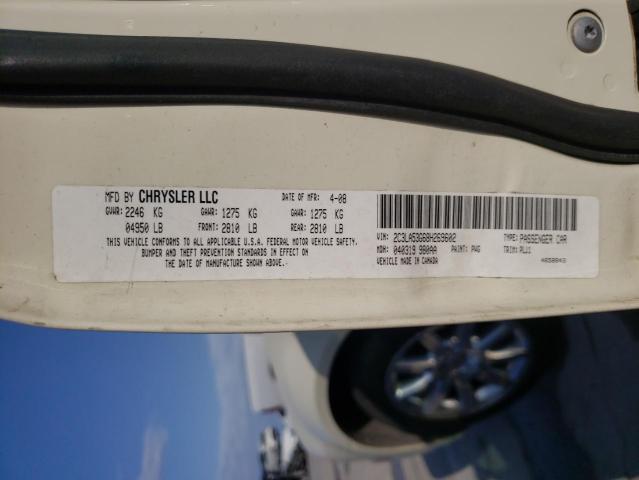 MFD BY CHRYSLER LLC DATE OF MFR: 4-08
GVWR: 2246 KG GAWR: 1275 KG GAWR: 1275 KG
04950 LB FRONT: 2810 LB REAR: 2810 LB
THIS VEHICLE CONFORMS TO ALL APPLICABLE U.S.A. FEDERAL MOTOR VEHICLE SAFETY,
BUMPER AND THEFT PREVENTION STANDARDS IN EFFECT ON
THE DATE OF MANUFACTURE SHOWN ABOVE.
VIN: 2C3LA53G68H269602 TYPE: PASSENGER CAR
MDH: 040319 980AA PAINT: PWG TRIM: PLU1
VEHICLE MADE IN CANADA